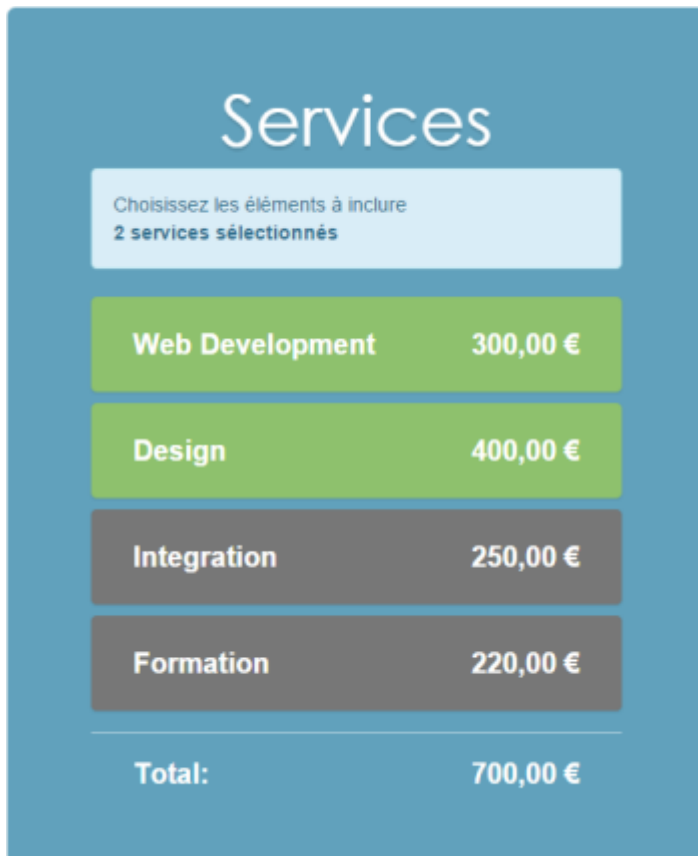 Services
Choisissez les éléments à inclure
2 services sélectionnés
Web Development 300,00 €
Design 400,00 €
Integration 250,00 €
Formation 220,00 €
Total: 700,00 €